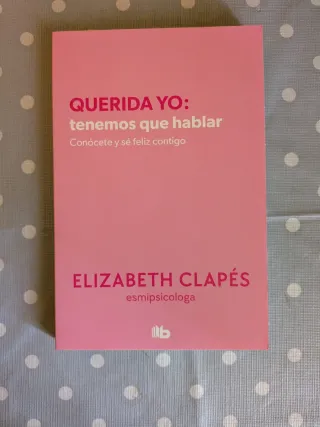 QUERIDA YO:
tenemos que hablar
Conócete y sé feliz contigo
ELIZABETH CLAPÉS
esmipsicologa
b